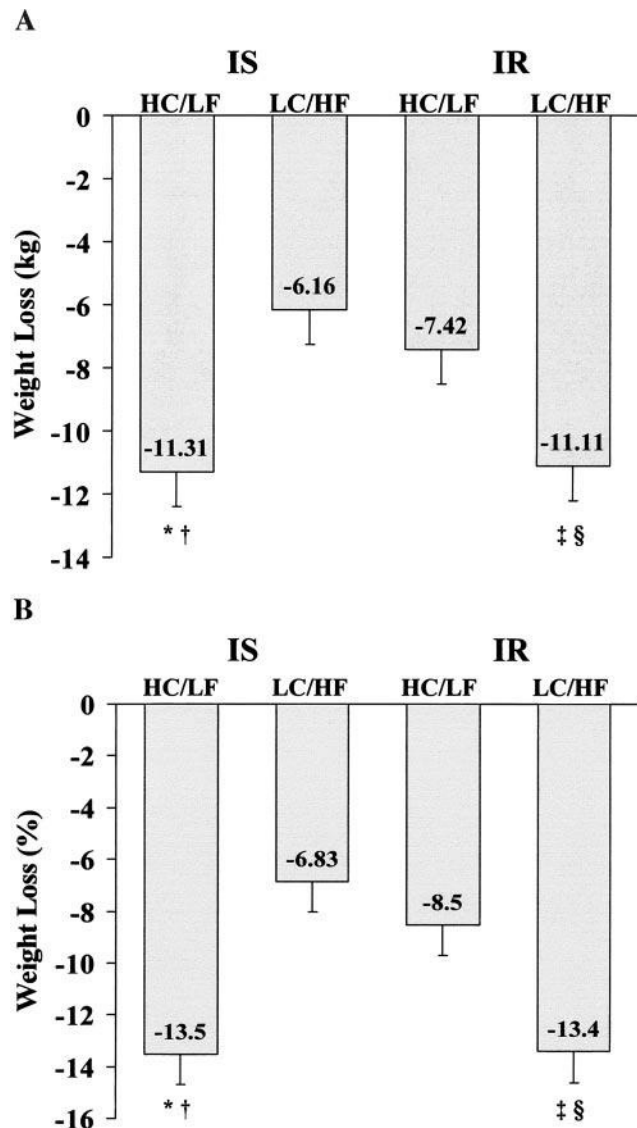 A
IS IR
HC/LF LC/HF HC/LF LC/HF
0
-2
-4
-6
-8
-10
-12
-14
Weight Loss (kg)
-6.16
-7.42
-11.31
-11.11
* † ‡ §
B
IS IR
HC/LF LC/HF HC/LF LC/HF
0
-2
-4
-6
-8
-10
-12
-14
-16
Weight Loss (%)
-6.83
-8.5
-13.5
-13.4
* † ‡ §